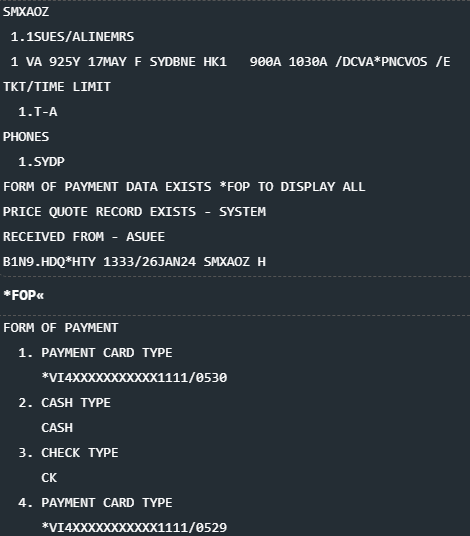 SMXAOZ
1.1SUES/ALINEMRS
1 VA 925Y 17MAY F SYDBNE HK1   900A 1030A /DCVA*PNCVOS /E
TKT/TIME LIMIT
1.T-A
PHONES
1.SYDP
FORM OF PAYMENT DATA EXISTS *FOP TO DISPLAY ALL
PRICE QUOTE RECORD EXISTS - SYSTEM
RECEIVED FROM - ASUEE
B1N9.HDQ*HTY 1333/26JAN24 SMXAOZ H
*FOP«
FORM OF PAYMENT
1. PAYMENT CARD TYPE
*VI4XXXXXXXXXXX1111/0530
2. CASH TYPE
CASH
3. CHECK TYPE
CK
4. PAYMENT CARD TYPE
*VI4XXXXXXXXXXX1111/0529